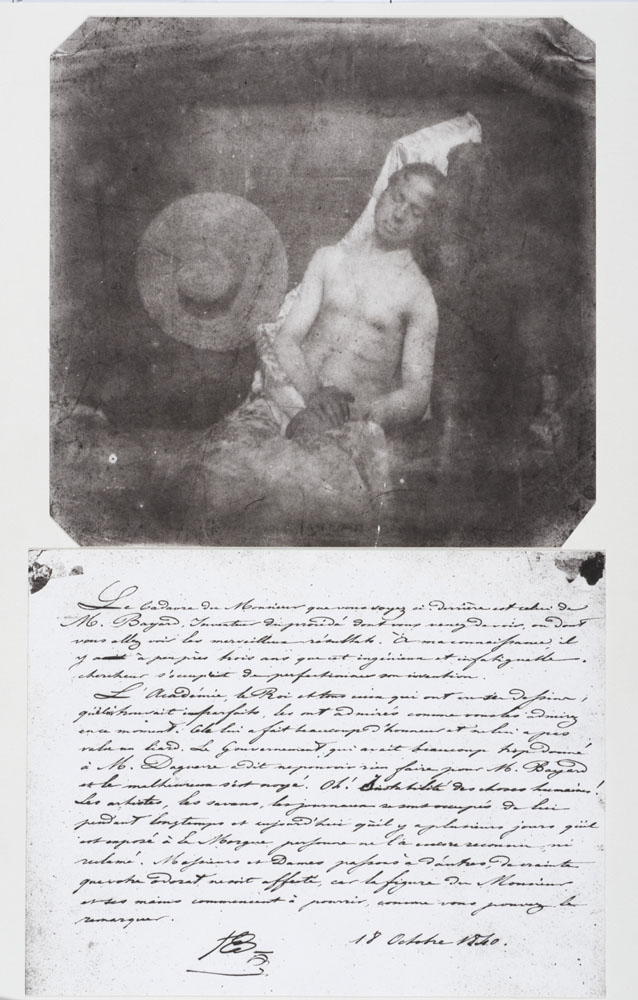 Le Cadavre du Monsieur que vous voyez ci derrière est celui de
M. Bayard, Inventeur du procédé dont vous venez de voir, ou dont
vous allez voir les merveilleux résultats. À ma connaissance il
y a à peu près trois ans que cet ingénieux et infatigable
chercheur s'occupait de perfectionner son invention.
L'Académie, le Roi et tous ceux qui ont vu ses dessins,
qu'il trouvait imparfaits, les ont admirés comme vous les admirez
en ce moment. Cela lui a fait beaucoup d'honneur et ne lui a pas
valu un liard. Le Gouvernement, qui avait beaucoup trop donné
à M. Daguerre a dit ne pouvoir rien faire pour M. Bayard
et le malheureux s'est noyé. Oh! instabilité des choses humaines!
Les artistes, les savans, les journaux se sont occupés de lui
pendant longtemps et aujourd'hui qu'il y a plusieurs jours qu'il
est exposé à la Morgue, personne ne l'a encore reconnu, ni
réclamé. Messieurs et Dames passons à d'autres, de crainte
que votre odorat ne soit affecté, car la figure du Monsieur
et ses mains commencent à pourrir, comme vous pouvez le
remarquer.
18 Octobre 1840.